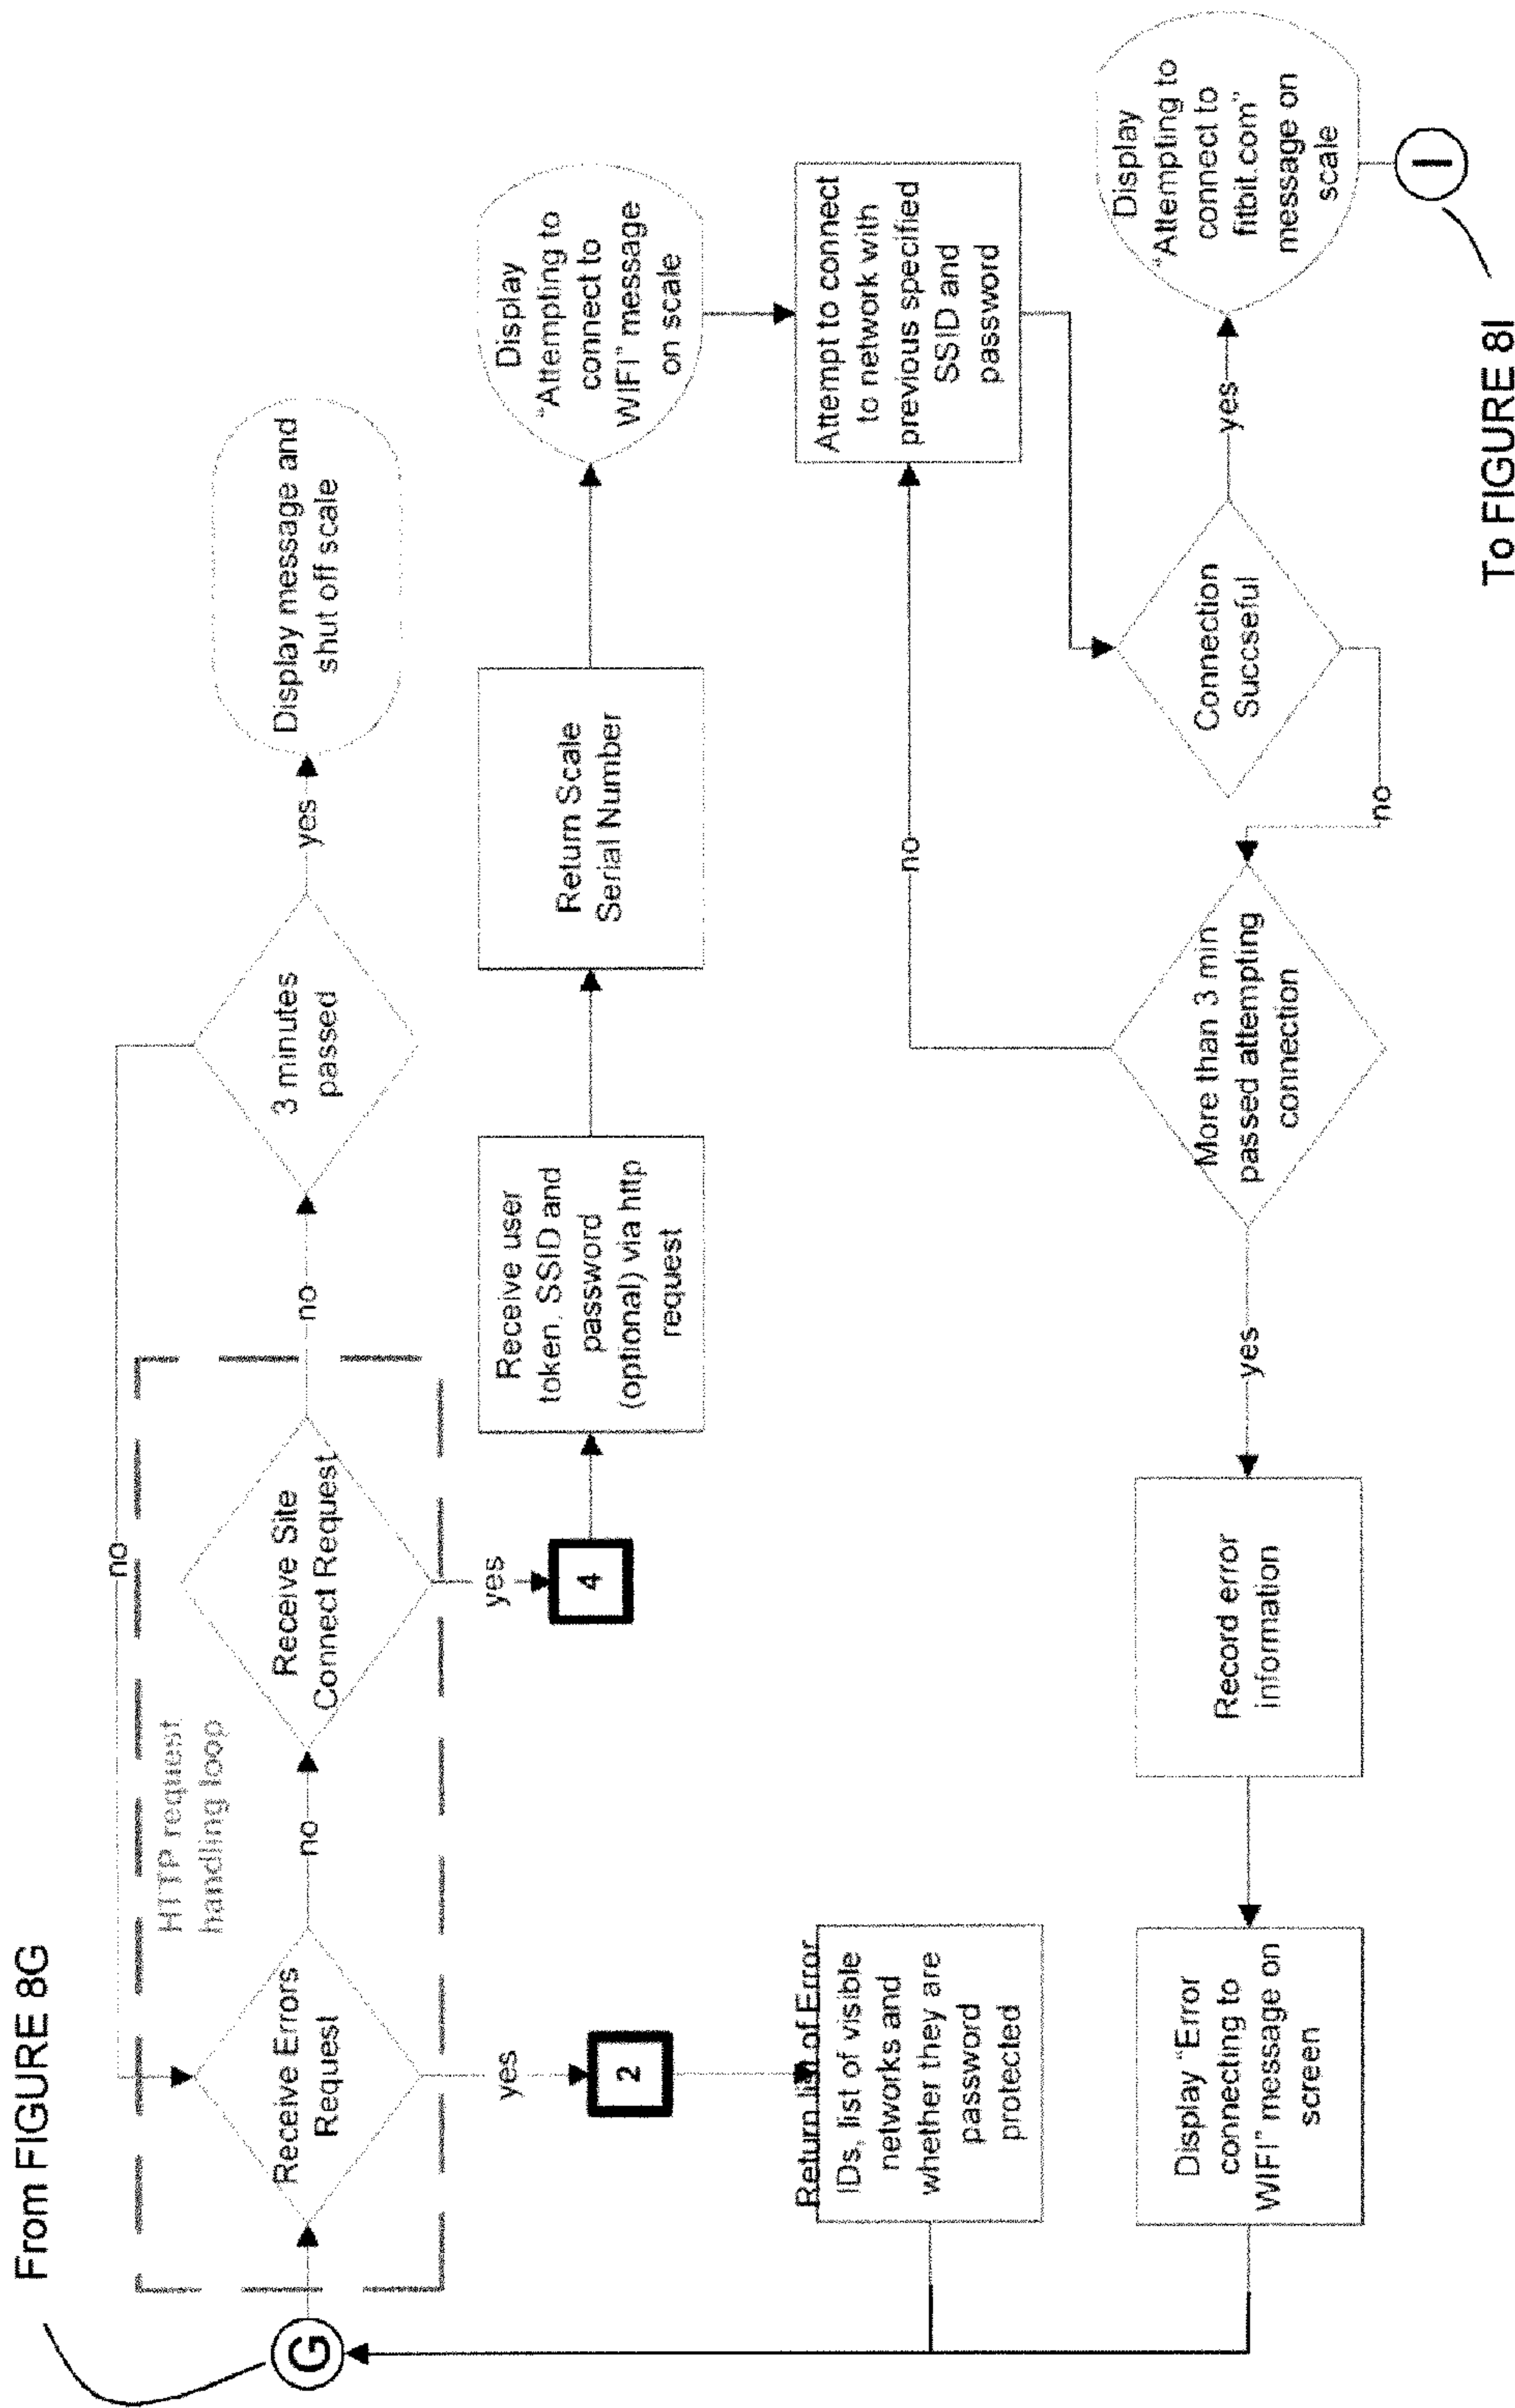 From FIGURE 8G
G
HTTP request
handling loop
Receive Errors
Request
no
Receive Site
Connect Request
no
3 minutes
passed
yes
Display message and
shut off scale
no
yes
2
Return list of Error
IDs, list of visible
networks and
whether they are
password
protected
yes
4
Receive user
token, SSID and
password
(optional) via http
request
Return Scale
Serial Number
Display
"Attempting to
connect to
WIFI" message
on scale
Attempt to connect
to network with
previous specified
SSID and
password
Connection
Succseful
yes
Display
"Attempting to
connect to
fitbit.com"
message on
scale
I
To FIGURE 8I
no
More than 3 min
passed attempting
connection
no
yes
Record error
information
Display "Error
connecting to
WIFI" message on
screen